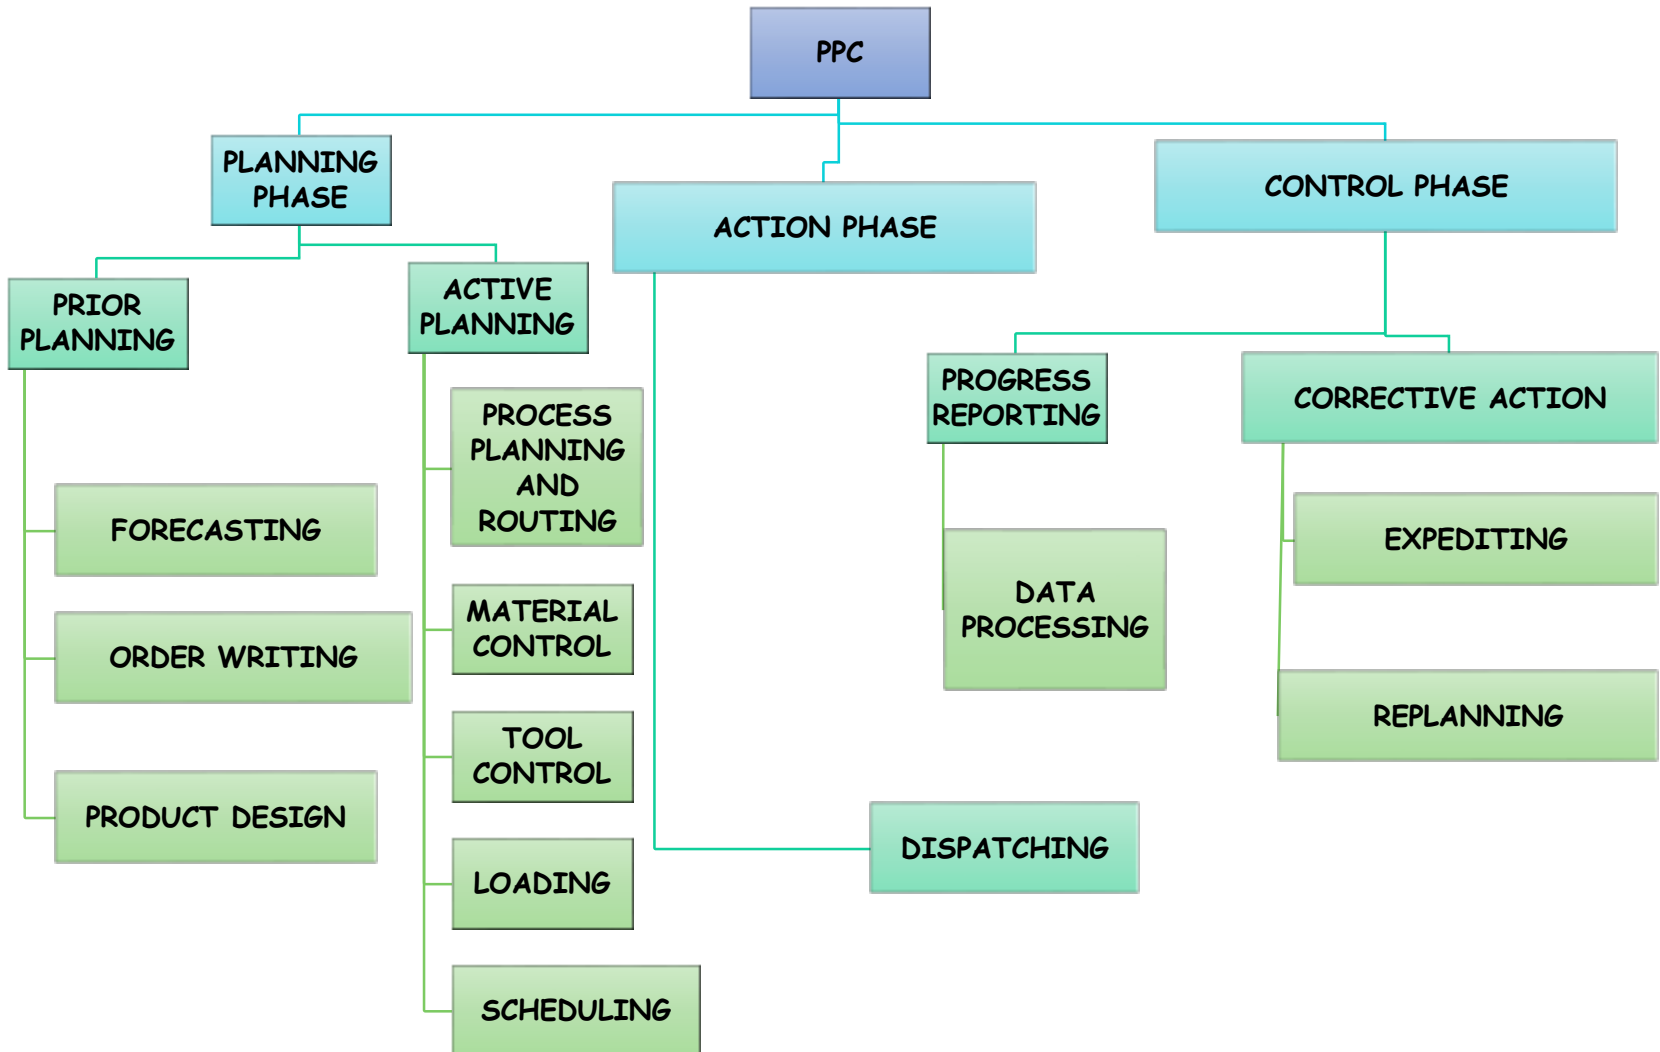 PPC
PLANNING
PHASE
ACTION PHASE
CONTROL PHASE
PRIOR
PLANNING
ACTIVE
PLANNING
FORECASTING
ORDER WRITING
PRODUCT DESIGN
PROCESS
PLANNING
AND
ROUTING
MATERIAL
CONTROL
TOOL
CONTROL
LOADING
SCHEDULING
DISPATCHING
PROGRESS
REPORTING
DATA
PROCESSING
CORRECTIVE ACTION
EXPEDITING
REPLANNING